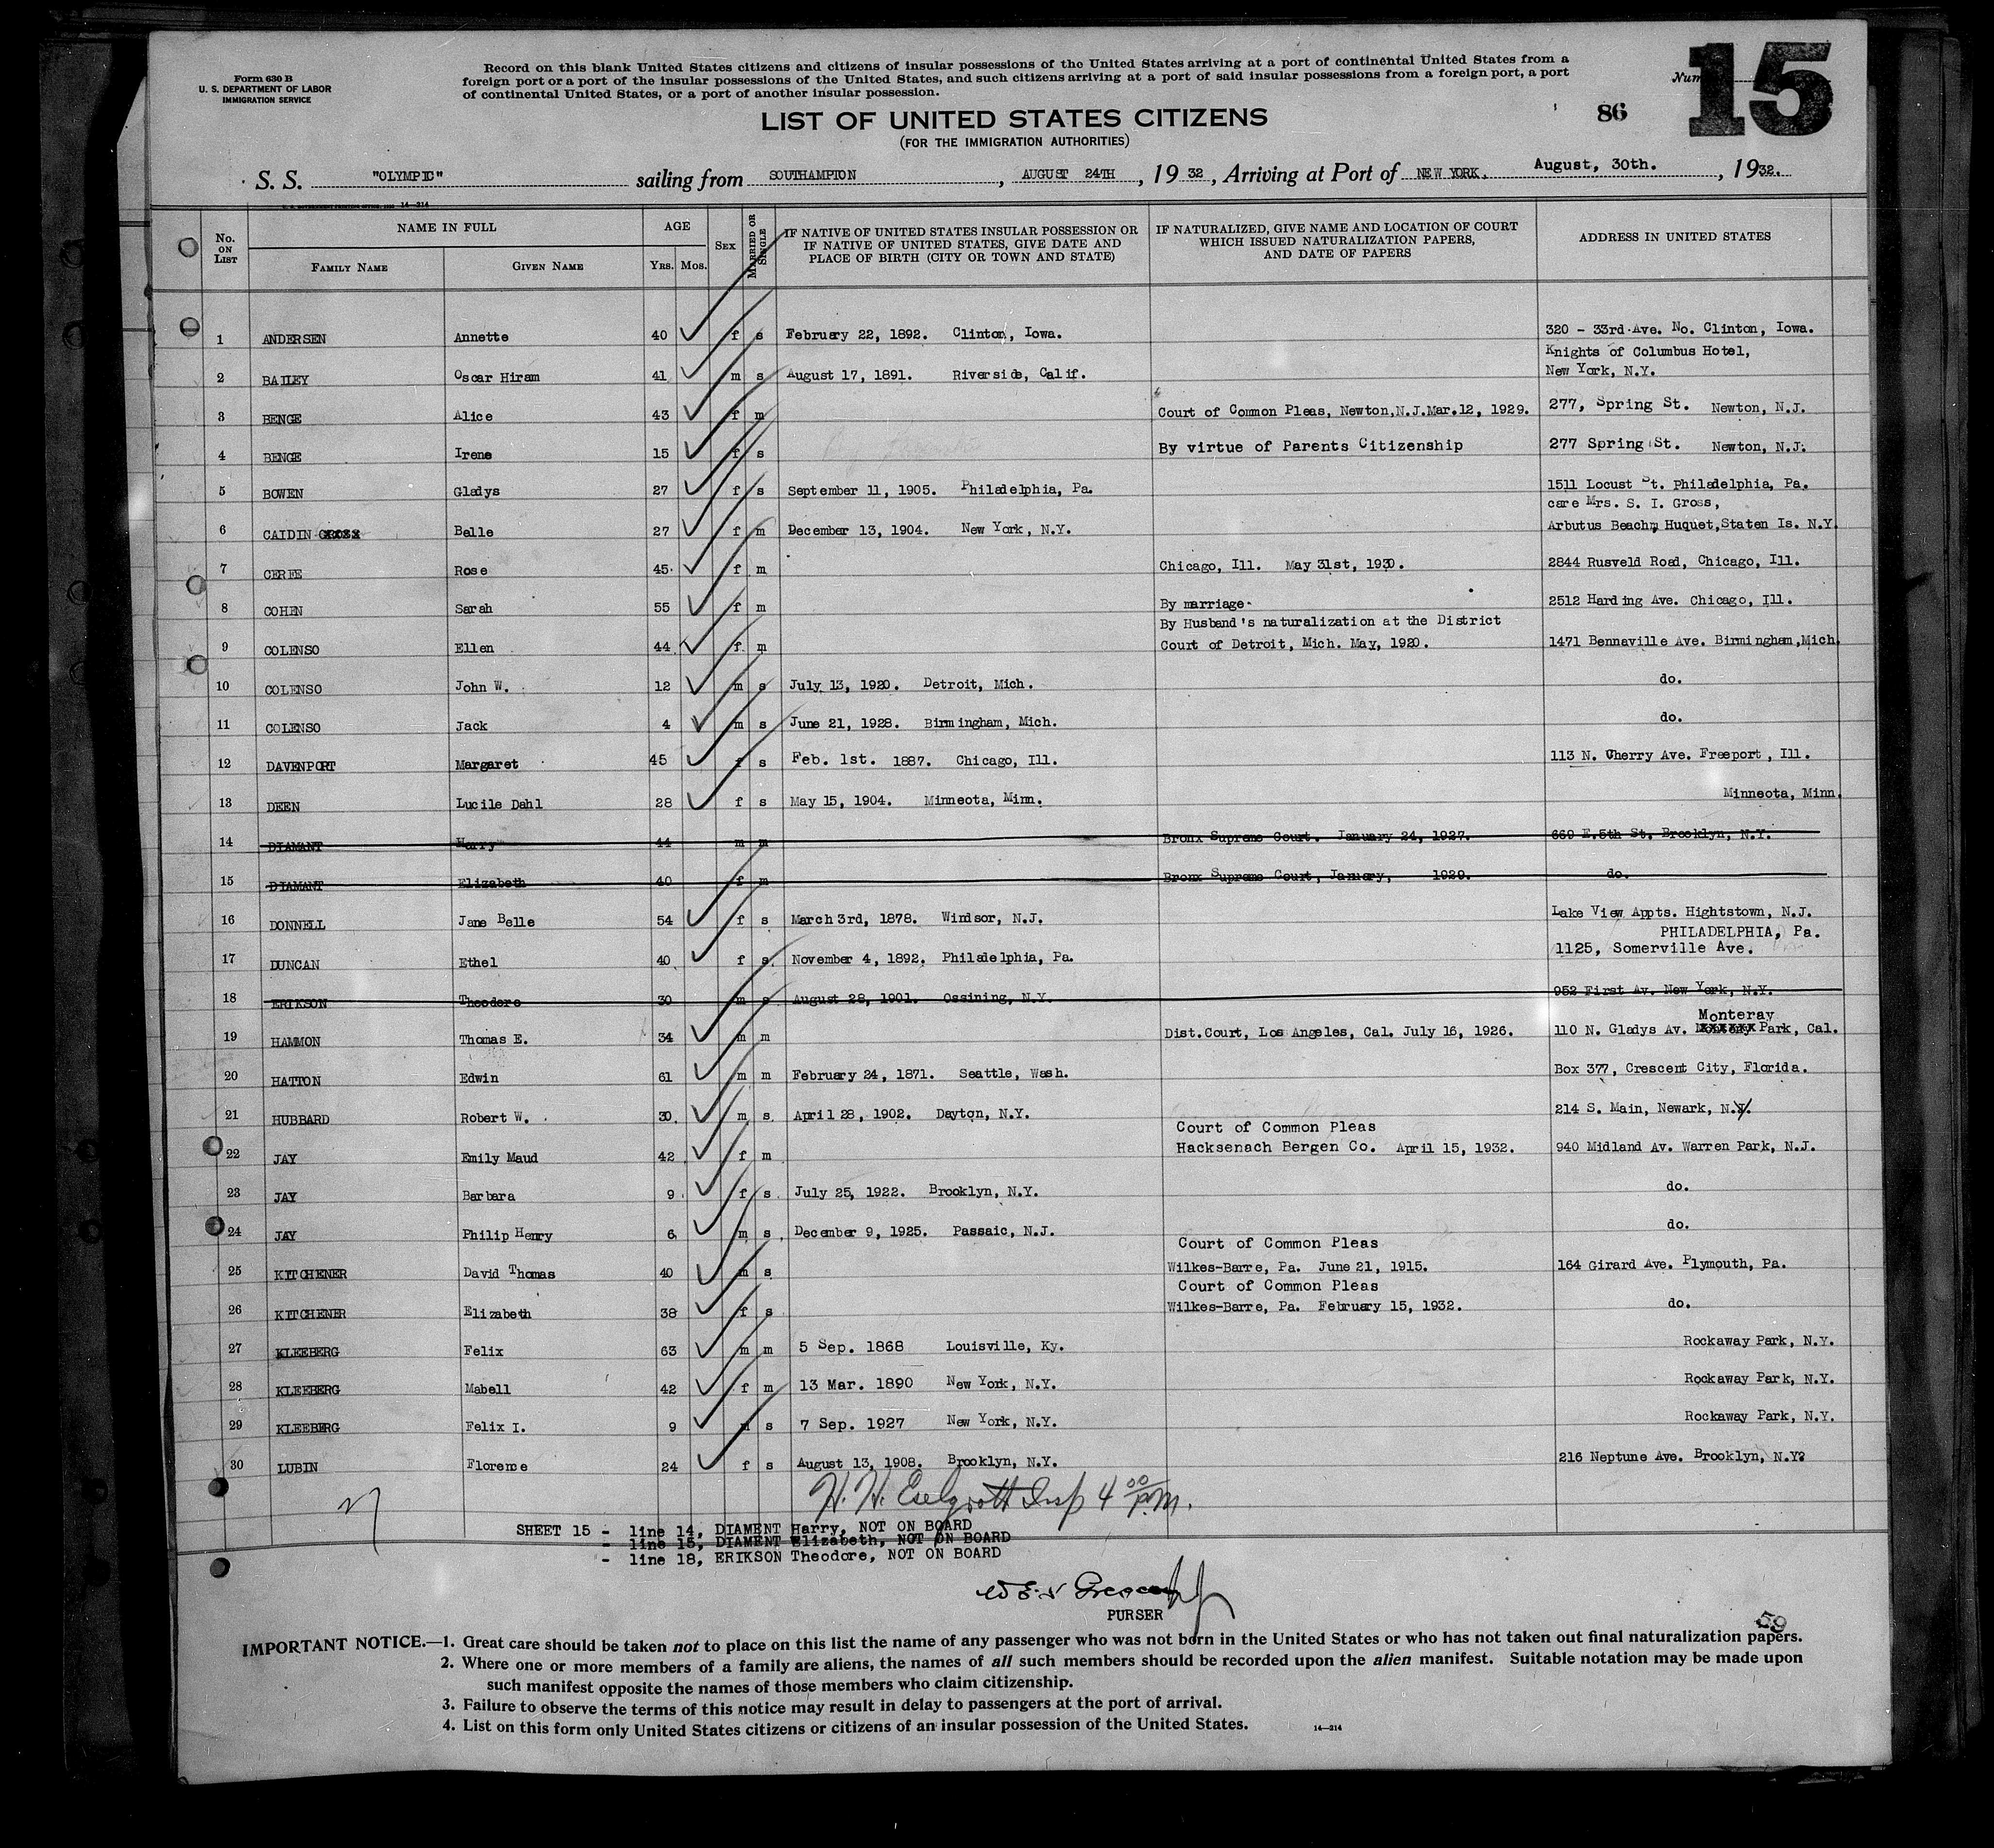 Form 630 B
U. S. DEPARTMENT OF LABOR
IMMIGRATION SERVICE
Record on this blank United States citizens and citizens of insular possessions of the United States arriving at a port of continental United States from a
foreign port or a port of the insular possessions of the United States, and such citizens arriving at a port of said insular possessions from a foreign port, a port
of continental United States, or a port of another insular possession.
15
86
LIST OF UNITED STATES CITIZENS
(FOR THE IMMIGRATION AUTHORITIES)
S. S. "OLYMPIC" sailing from SOUTHAMPTON, AUGUST 24TH, 1932, Arriving at Port of NEW YORK. August, 30th., 1932.
14—214
No. ON LIST NAME IN FULL FAMILY NAME GIVEN NAME AGE YRS. MOS. SEX MARRIED OR SINGLE IF NATIVE OF UNITED STATES INSULAR POSSESSION OR IF NATIVE OF UNITED STATES, GIVE DATE AND PLACE OF BIRTH (CITY OR TOWN AND STATE) IF NATURALIZED, GIVE NAME AND LOCATION OF COURT WHICH ISSUED NATURALIZATION PAPERS, AND DATE OF PAPERS ADDRESS IN UNITED STATES
1 ANDERSEN Annette 40 f s February 22, 1892. Clinton, Iowa. 320 - 33rd Ave. No. Clinton, Iowa.
Knights of Columbus Hotel,
2 BAILEY Oscar Hiram 41 m s August 17, 1891. Riverside, Calif. New York, N.Y.
3 BENGE Alice 43 f m Court of Common Pleas, Newton,N.J.Mar.12, 1929. 277, Spring St. Newton, N.J.
4 BENGE Irene 15 f s By virtue of Parents Citizenship 277 Spring St. Newton, N.J.
5 BOWEN Gladys 27 f s September 11, 1905. Philadelphia, Pa. 1511 Locust St. Philadelphia, Pa.
care Mrs. S. I. Gross,
6 CAIDIN Belle 27 f m December 13, 1904. New York, N.Y. Arbutus Beach, Huguet,Staten Is. N.Y.
7 CERFE Rose 45 f m Chicago, Ill. May 31st, 1930. 2844 Rusveld Road, Chicago, Ill.
8 COHEN Sarah 55 f m By marriage. 2512 Harding Ave. Chicago, Ill.
By Husband's naturalization at the District
9 COLENSO Ellen 44 f m Court of Detroit, Mich. May, 1920. 1471 Bennaville Ave. Birmingham,Mich.
10 COLENSO John W. 12 m s July 13, 1920. Detroit, Mich. do.
11 COLENSO Jack 4 m s June 21, 1928. Birmingham, Mich. do.
12 DAVENPORT Margaret 45 f s Feb. 1st. 1887. Chicago, Ill. 113 N. Cherry Ave. Freeport, Ill.
13 DEEN Lucile Dahl 28 f s May 15, 1904. Minneota, Minn. Minneota, Minn.
14 DIAMANT Harry 44 m m Bronx Supreme Court. January 24, 1927. 669 E.5th St. Brooklyn, N.Y.
15 DIAMANT Elizabeth 40 f m Bronx Supreme Court, January, 1929. do.
16 DONNELL Jane Belle 54 f s March 3rd, 1878. Windsor, N.J. Lake View Appts. Hightstown, N.J.
PHILADELPHIA, Pa.
17 DUNCAN Ethel 40 f s November 4, 1892. Philadelphia, Pa. 1125, Somerville Ave.
18 ERIKSON Theodore 30 m s August 28, 1901. Ossining, N.Y. 952 First Av. New York, N.Y.
Monteray
19 HAMMON Thomas E. 34 m m Dist.Court, Los Angeles, Cal. July 16, 1926. 110 N. Gladys Av. Park, Cal.
20 HATTON Edwin 61 m m February 24, 1871. Seattle, Wash. Box 377, Crescent City, Florida.
21 HUBBARD Robert W. 30 m s April 28, 1902. Dayton, N.Y. 214 S. Main, Newark, N.Y.
Court of Common Pleas
22 JAY Emily Maud 42 f m Hacksenach Bergen Co. April 15, 1932. 940 Midland Av. Warren Park, N.J.
23 JAY Barbara 9 f s July 25, 1922. Brooklyn, N.Y. do.
24 JAY Philip Henry 6 m s December 9, 1925. Passaic, N.J. do.
Court of Common Pleas
25 KITCHENER David Thomas 40 m s Wilkes-Barre, Pa. June 21, 1915. 164 Girard Ave. Plymouth, Pa.
Court of Common Pleas
26 KITCHENER Elizabeth 38 f s Wilkes-Barre, Pa. February 15, 1932. do.
27 KLEEBERG Felix 63 m m 5 Sep. 1868 Louisville, Ky. Rockaway Park, N.Y.
28 KLEEBERG Mabell 42 f m 13 Mar. 1890 New York, N.Y. Rockaway Park, N.Y.
29 KLEEBERG Felix I. 9 m s 7 Sep. 1927 New York, N.Y. Rockaway Park, N.Y.
30 LUBIN Florence 24 f s August 13, 1908. Brooklyn, N.Y. 216 Neptune Ave. Brooklyn, N.Y?
H. H. Insp 4 00 P.M.
SHEET 15 - line 14, DIAMENT Harry, NOT ON BOARD
- line 15, DIAMENT Elizabeth, NOT ON BOARD
- line 18, ERIKSON Theodore, NOT ON BOARD
PURSER
59
IMPORTANT NOTICE.—1. Great care should be taken not to place on this list the name of any passenger who was not born in the United States or who has not taken out final naturalization papers.
2. Where one or more members of a family are aliens, the names of all such members should be recorded upon the alien manifest. Suitable notation may be made upon
such manifest opposite the names of those members who claim citizenship.
3. Failure to observe the terms of this notice may result in delay to passengers at the port of arrival.
4. List on this form only United States citizens or citizens of an insular possession of the United States. 14—214